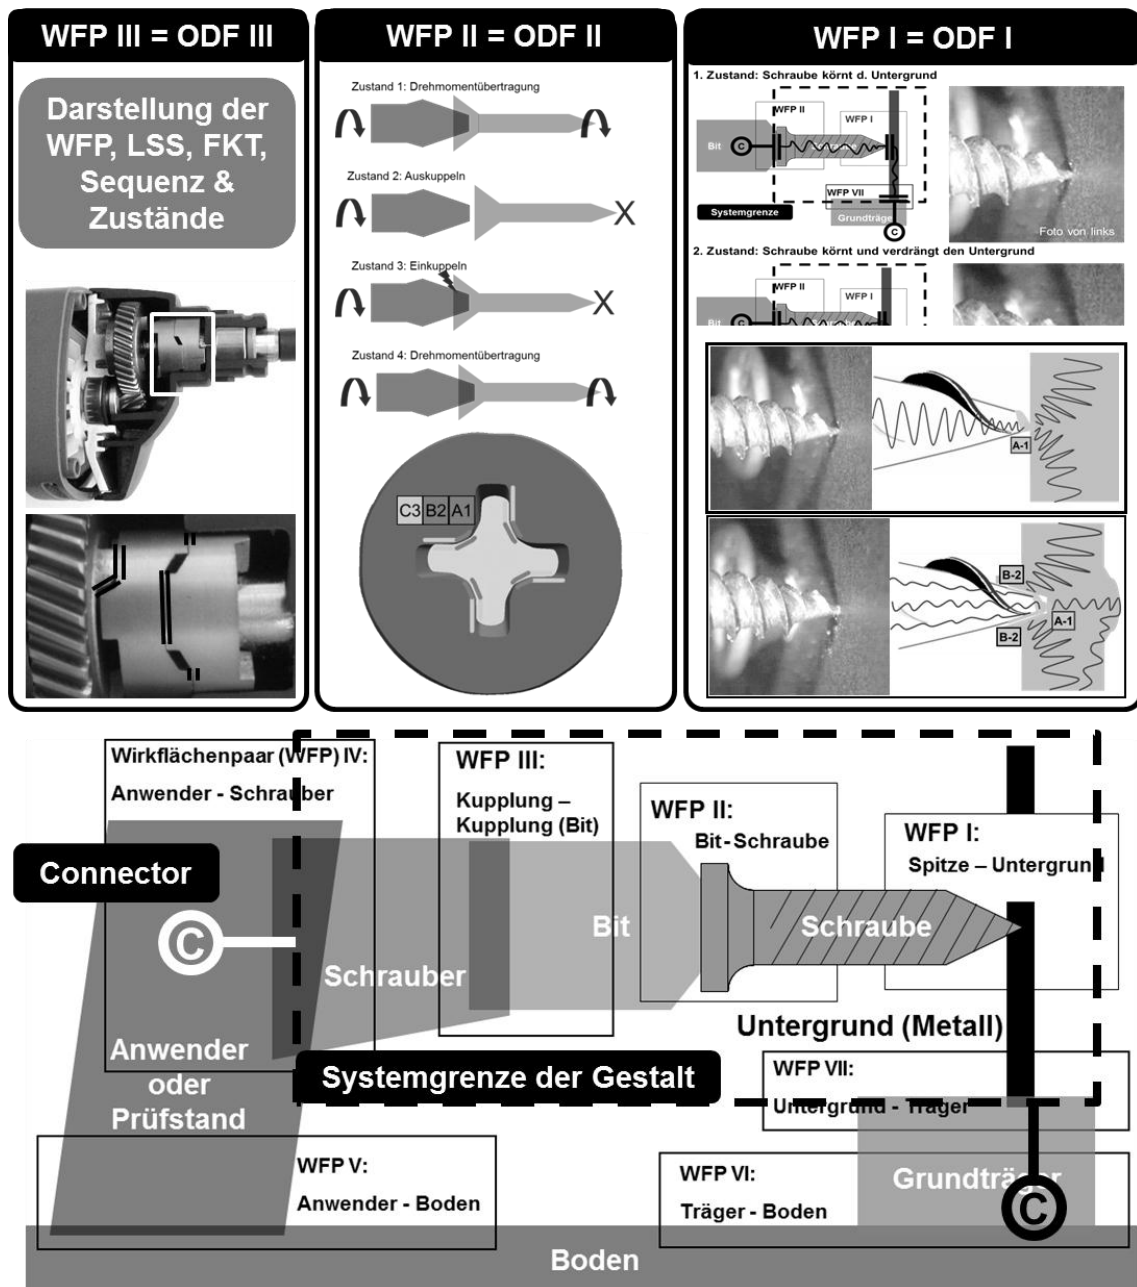 WFP III = ODF III
Darstellung der
WFP, LSS, FKT,
Sequenz &
Zustände
WFP II = ODF II
Zustand 1: Drehmomentübertragung
Zustand 2: Auskuppeln
X
Zustand 3: Einkuppeln
X
Zustand 4: Drehmomentübertragung
C3 B2 A1
WFP I = ODF I
1. Zustand: Schraube körnt d. Untergrund
WFP II
WFP I
Bit
C
WFP VII
Systemgrenze
Grundträger
C
Foto von links
2. Zustand: Schraube körnt und verdrängt den Untergrund
WFP II
WFP I
Bit
C
A-1
B-2
A-1
B-2
Wirkflächenpaar (WFP) IV:
Anwender - Schrauber
WFP III:
Kupplung –
Kupplung (Bit)
WFP II:
Bit - Schraube
WFP I:
Spitze – Untergrund
Connector
C
Schrauber
Bit
Schraube
Anwender
oder
Prüfstand
Untergrund (Metall)
Systemgrenze der Gestalt
WFP VII:
Untergrund - Träger
WFP V:
Anwender - Boden
WFP VI:
Träger - Boden
Grundträger
C
Boden